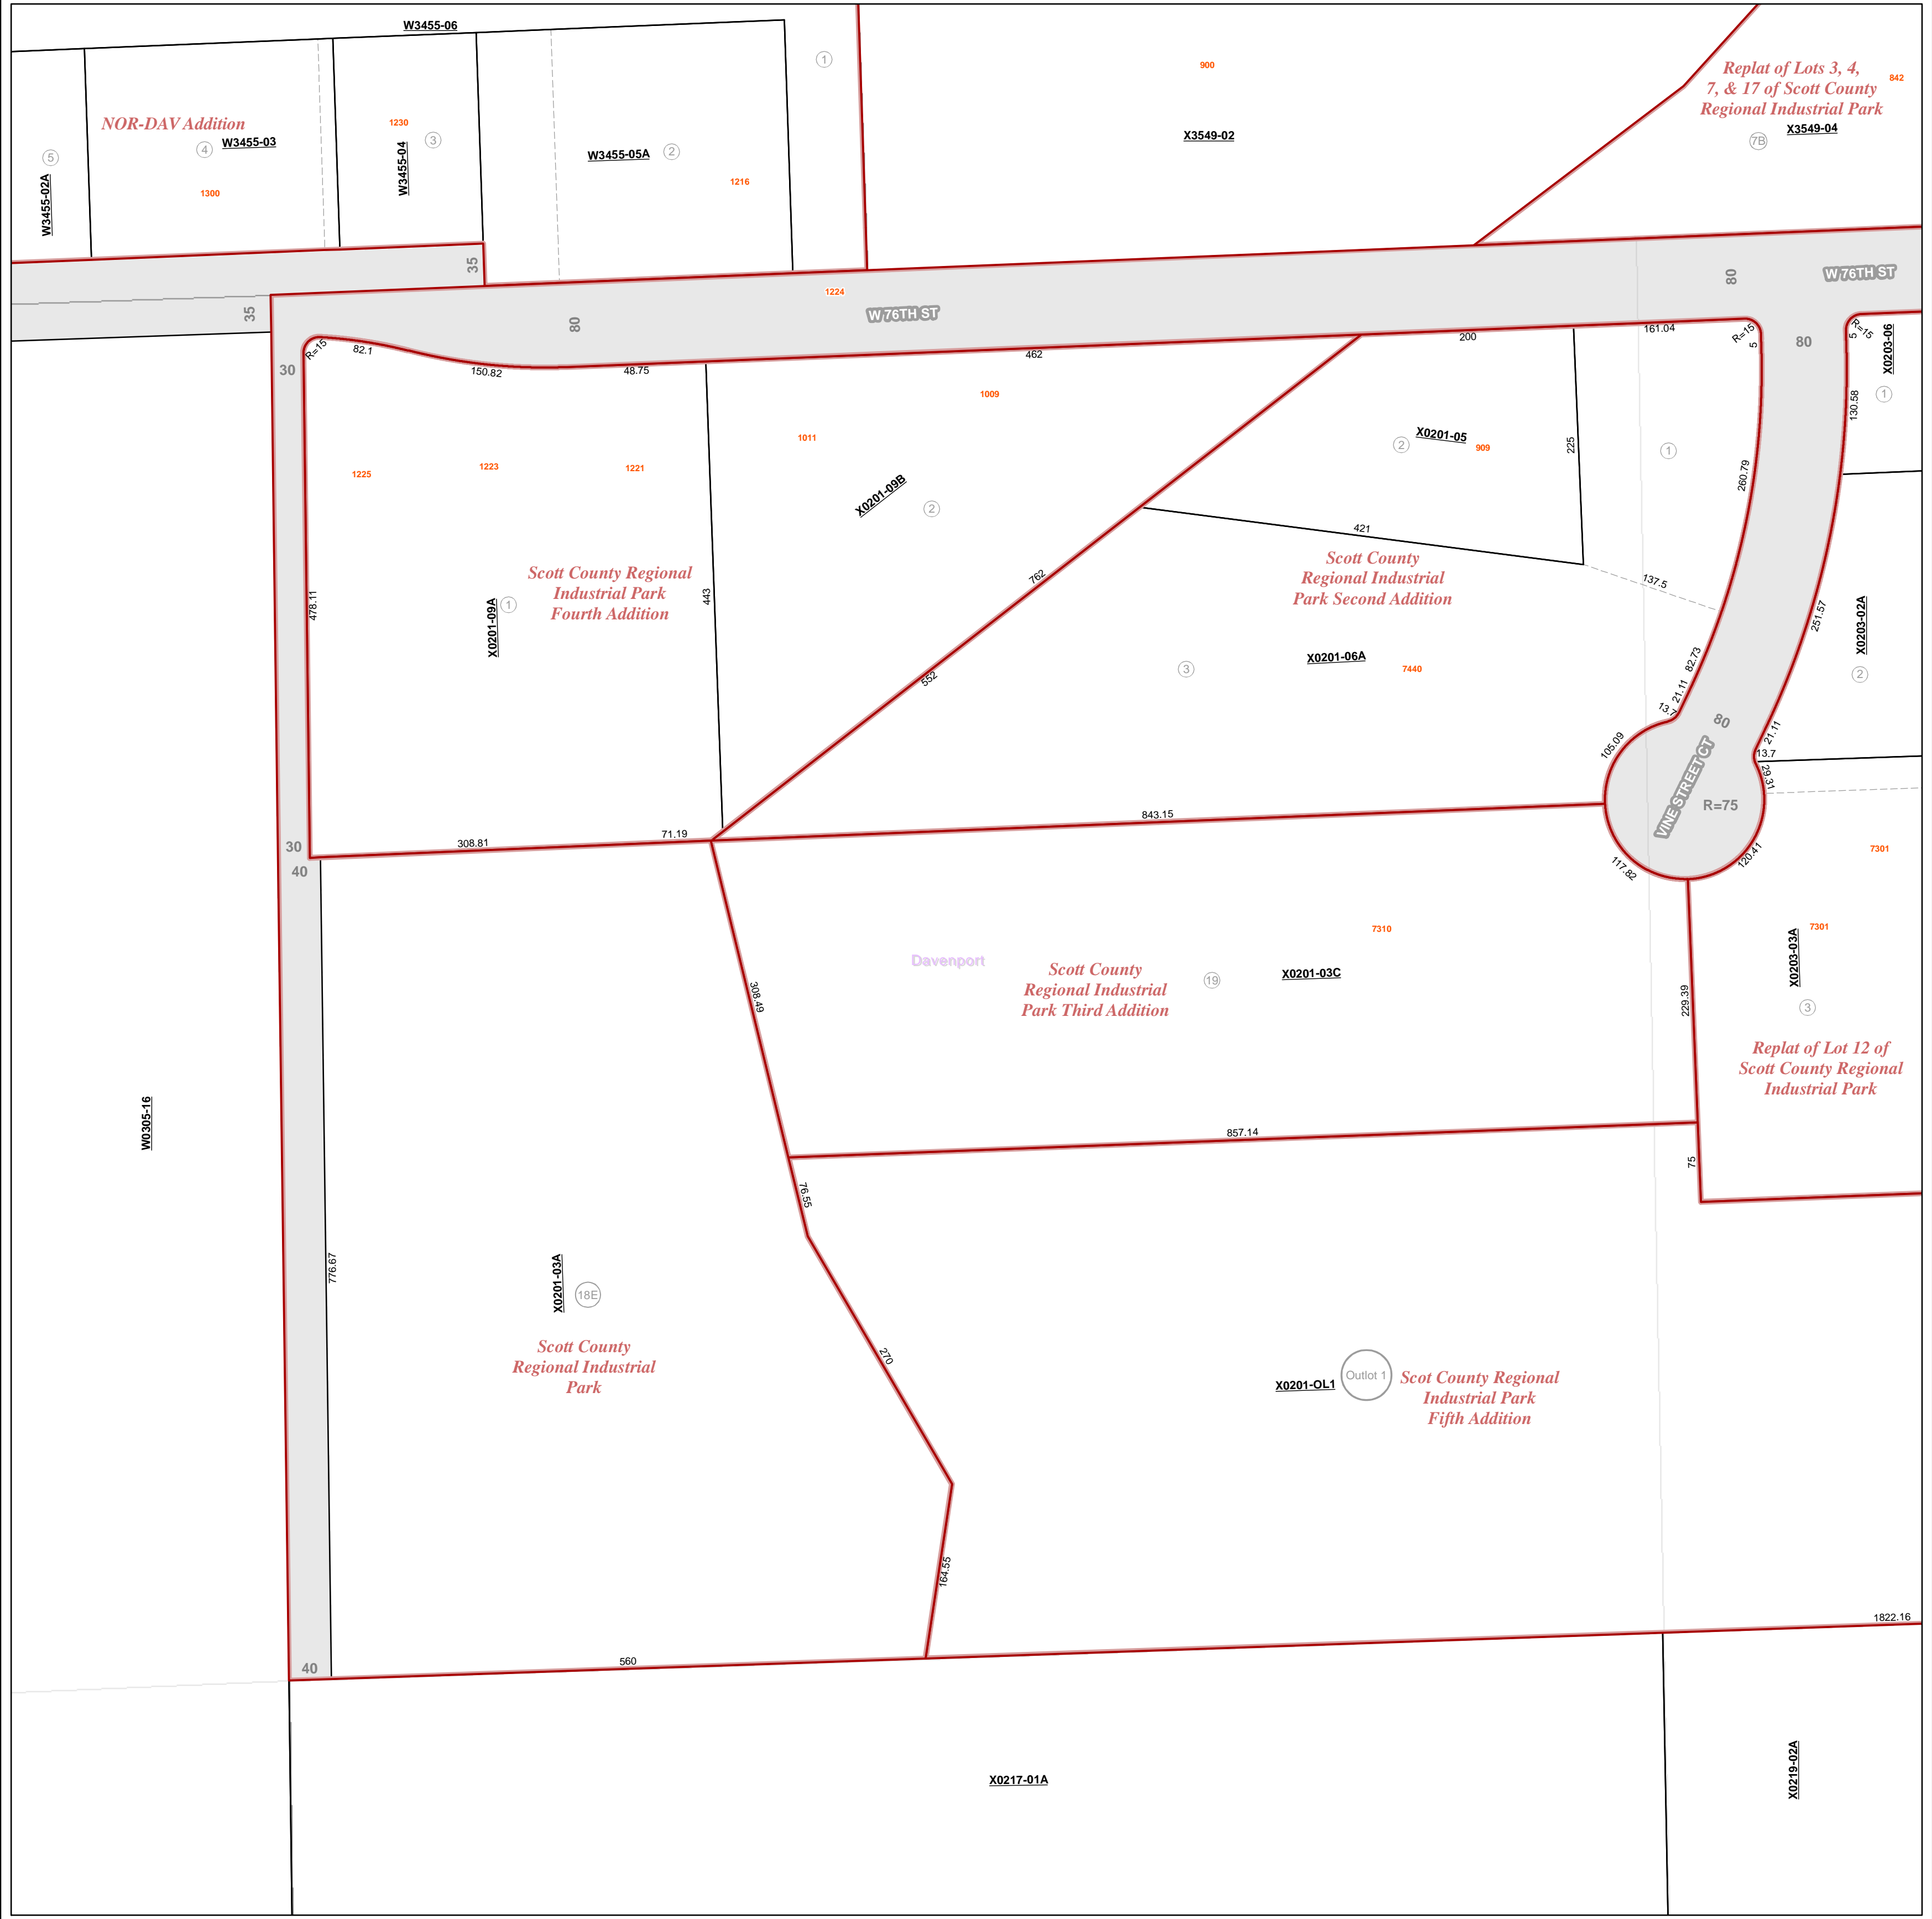 W3455-06
1
900
Replat of Lots 3, 4,
7, & 17 of Scott County
Regional Industrial Park
842
NOR-DAV Addition
5
W3455-02A
4
W3455-03
1300
1230
3
W3455-04
W3455-05A
2
1216
X3549-02
7B
X3549-04
35
35
1224
80
W 76TH ST
80
W 76TH ST
30
R=15
82.1
150.82
48.75
462
200
161.04
R=15
5
80
5
R=15
X0203-06
1
130.58
1009
1011
1225
1223
1221
X0201-09B
2
2
X0201-05
909
225
1
260.79
421
137.5
Scott County Regional
Industrial Park
Fourth Addition
478.11
X0201-09A
1
443
762
552
Scott County
Regional Industrial
Park Second Addition
3
X0201-06A
7440
251.57
X0203-02A
2
82.73
21.11
13.7
105.09
80
21.11
13.7
29.31
VINE STREET CT
R=75
117.82
120.41
30
40
308.81
71.19
843.15
7301
7310
7301
X0203-03A
3
Davenport
Scott County
Regional Industrial
Park Third Addition
19
X0201-03C
308.49
229.39
Replat of Lot 12 of
Scott County Regional
Industrial Park
W0305-16
857.14
75
76.55
776.67
X0201-03A
18E
Scott County
Regional Industrial
Park
270
X0201-OL1
Outlot 1
Scot County Regional
Industrial Park
Fifth Addition
164.55
1822.16
40
560
X0217-01A
X0219-02A